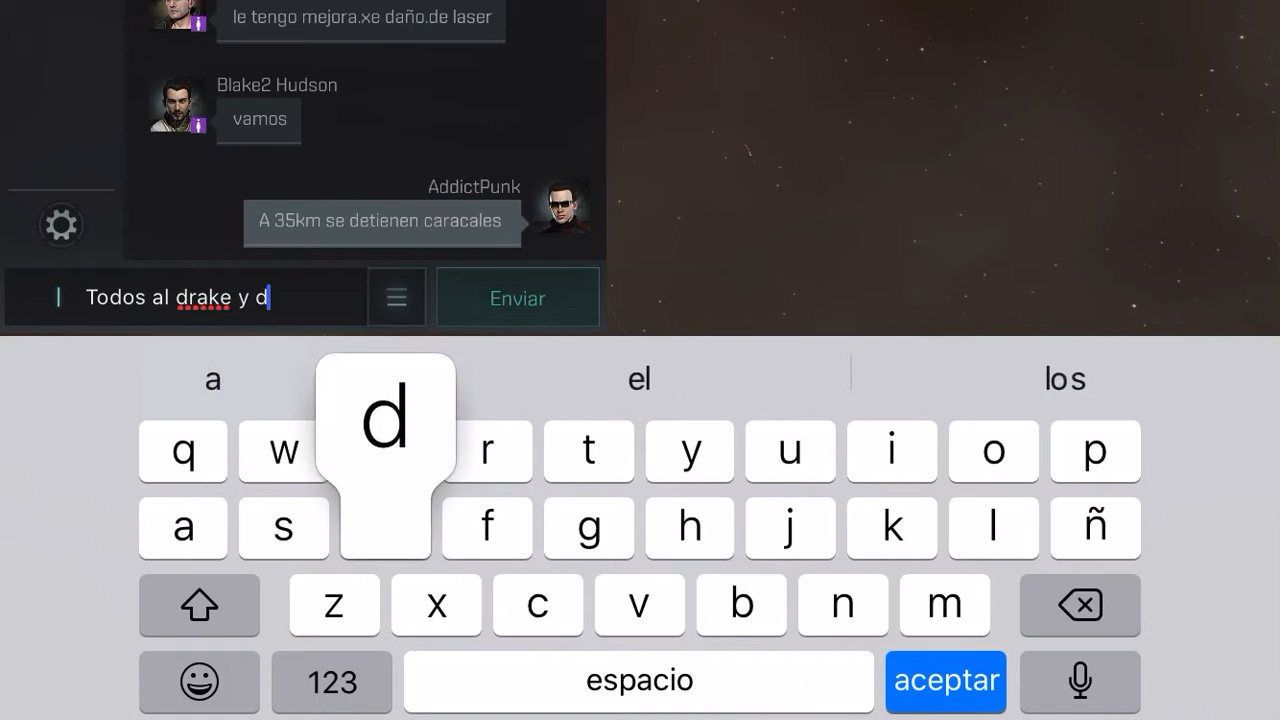 le tengo mejora.xe daño.de laser
Blake2 Hudson
vamos
AddictPunk
A 35km se detienen caracales
Todos al drake y d
Enviar
a
el
los
d
q w r t y u i o p
a s f g h j k l ñ
z x c v b n m
123
espacio
aceptar